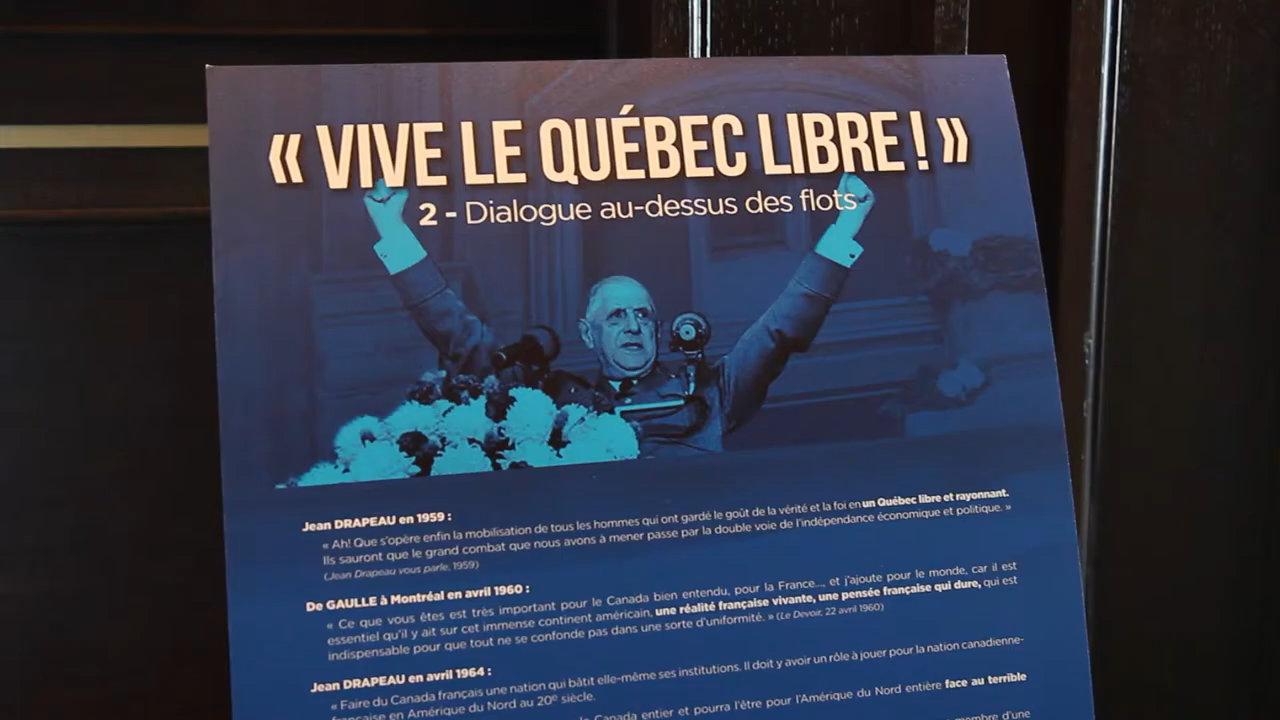 « VIVE LE QUÉBEC LIBRE ! »
2 - Dialogue au-dessus des flots
Jean DRAPEAU en 1959 :
« Ah! Que s'opère enfin la mobilisation de tous les hommes qui ont gardé le goût de la vérité et la foi en un Québec libre et rayonnant.
Ils sauront que le grand combat que nous avons à mener passe par la double voie de l'indépendance économique et politique. »
(Jean Drapeau vous parle, 1959)
De GAULLE à Montréal en avril 1960 :
« Ce que vous êtes est très important pour le Canada bien entendu, pour la France..., et j'ajoute pour le monde, car il est
essentiel qu'il y ait sur cet immense continent américain, une réalité française vivante, une pensée française qui dure, qui est
indispensable pour que tout ne se confonde pas dans une sorte d'uniformité. » (Le Devoir, 22 avril 1960)
Jean DRAPEAU en avril 1964 :
« Faire du Canada français une nation qui bâtit elle-même ses institutions. Il doit y avoir un rôle à jouer pour la nation canadienne-
française en Amérique du Nord au 20e siècle.
le Canada entier et pourra l'être pour l'Amérique du Nord entière face au terrible
membre d'une